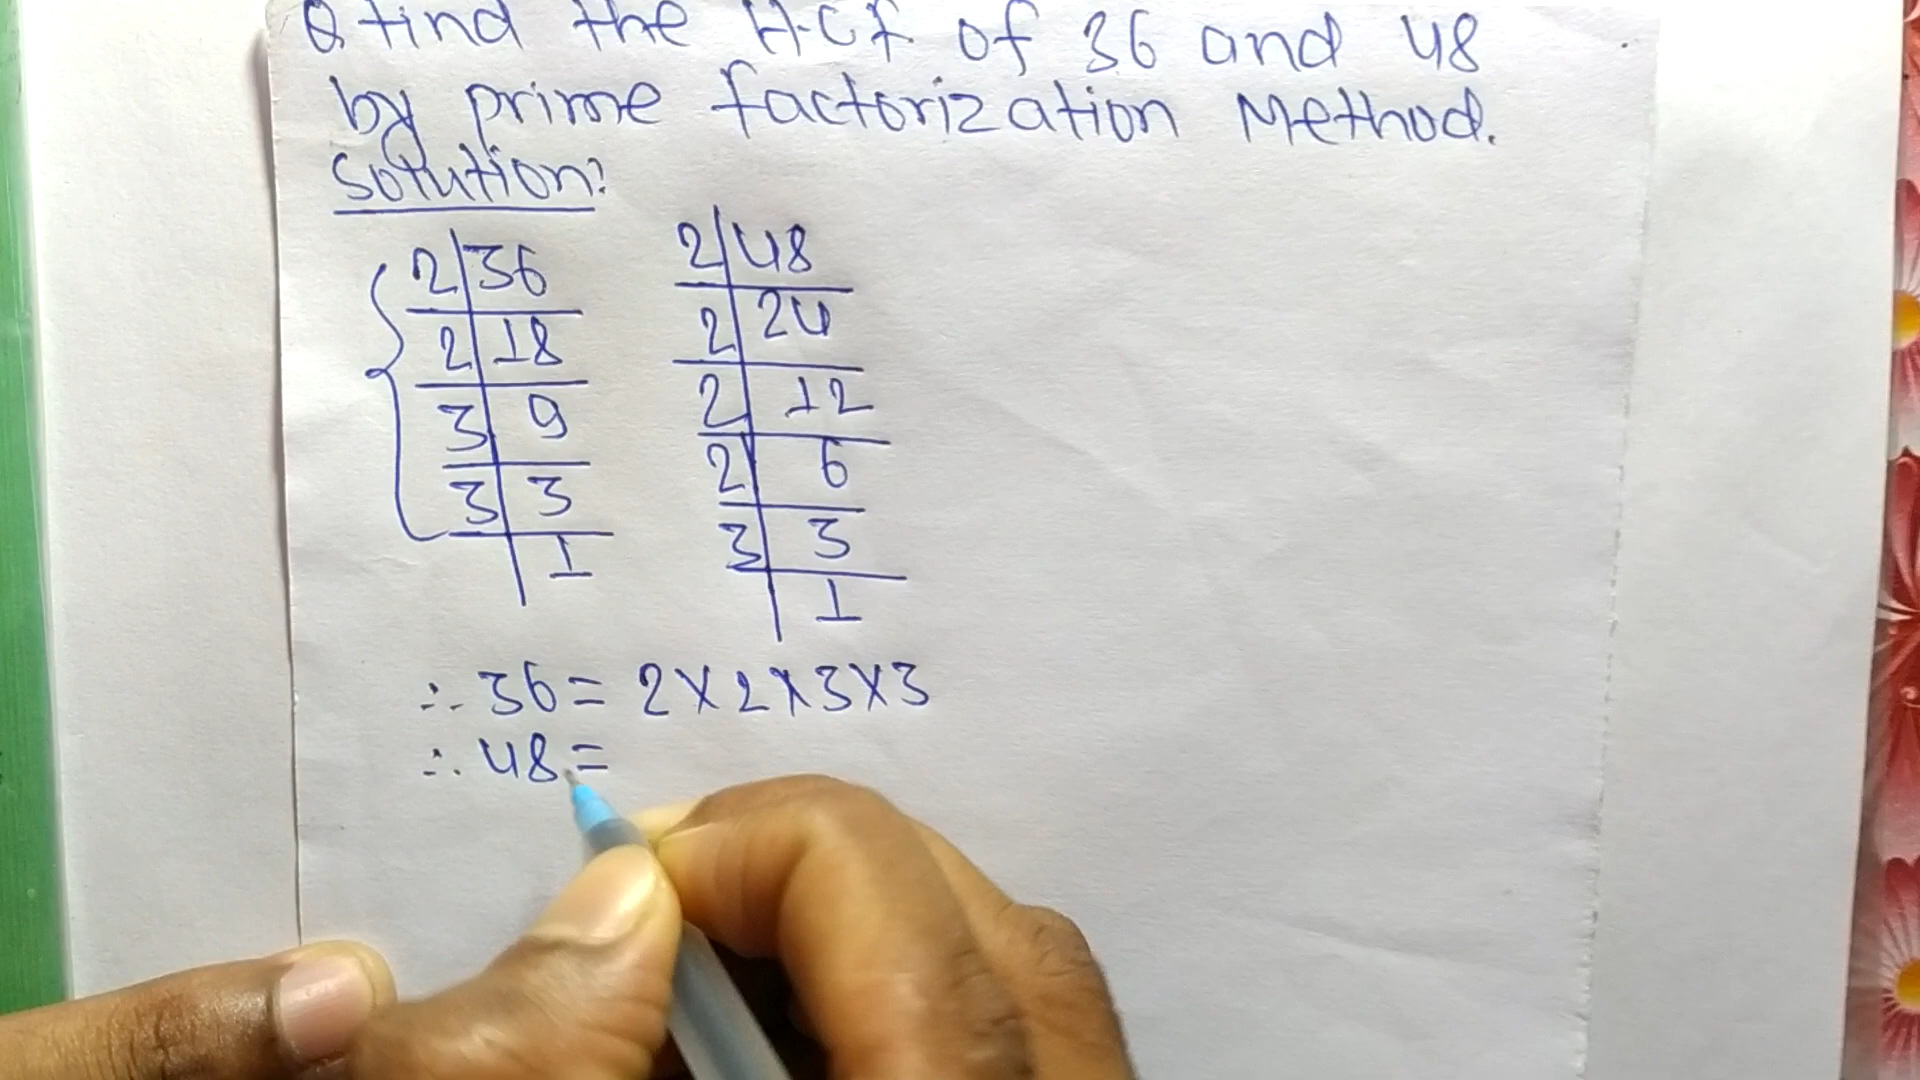 Q Find the H.C.F. of 36 and 48
by prime factorization Method.
Solution:
2 36
2 18
3 9
3 3
1
2 48
2 24
2 12
2 6
3 3
1
∴ 36 = 2×2×3×3
∴ 48 =